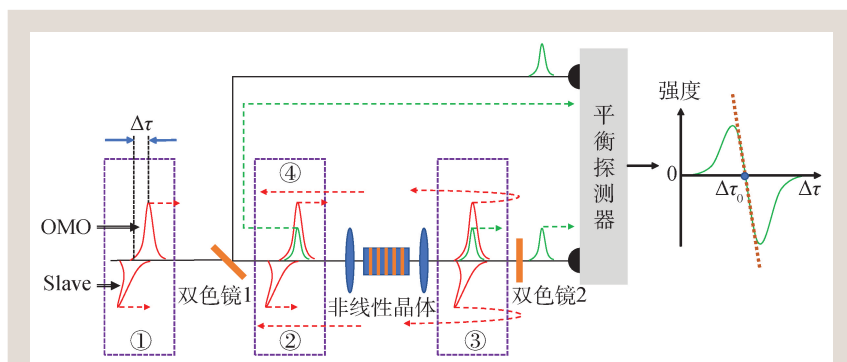 Δτ
OMO
Slave
①
双色镜1
④
②
非线性晶体
③
双色镜2
平衡探测器
强度
0
Δτ₀
Δτ